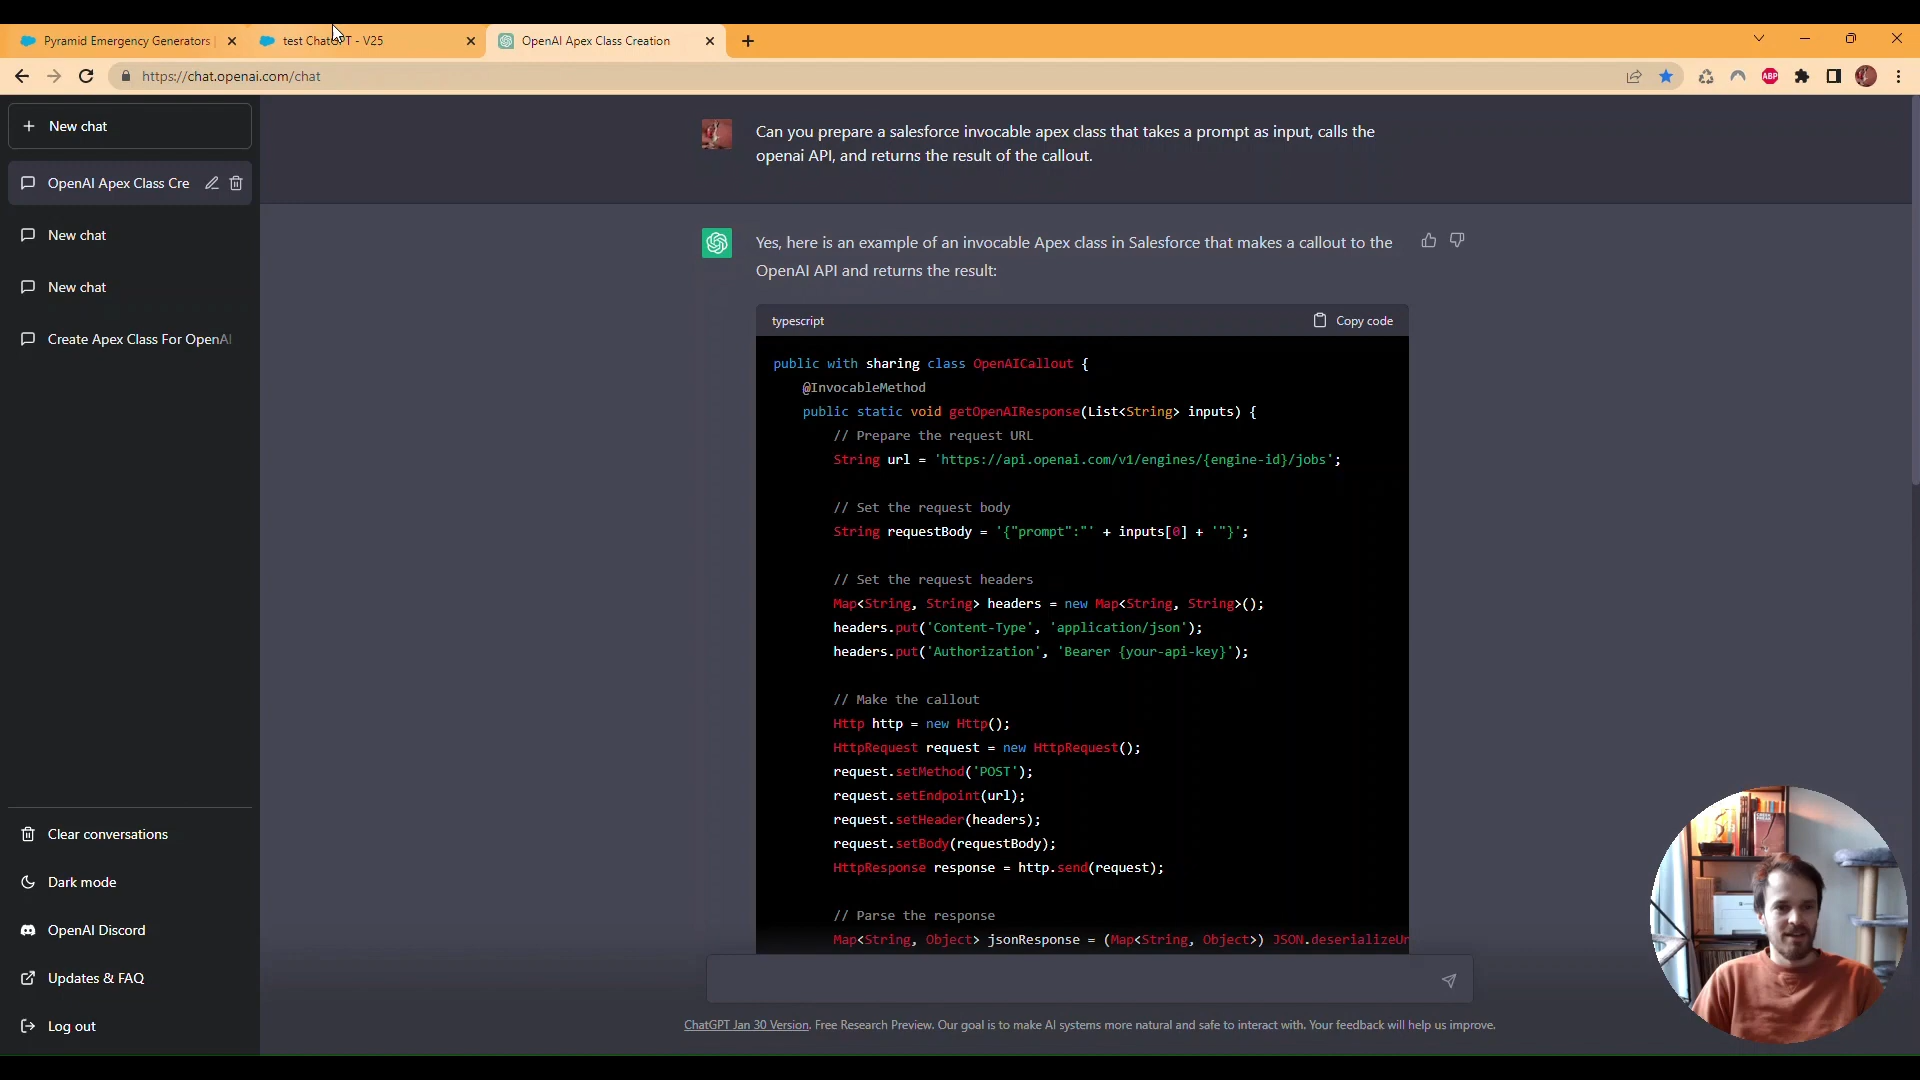 Pyramid Emergency Generators
test ChatGPT - V25
OpenAI Apex Class Creation
https://chat.openai.com/chat
ABP
New chat
OpenAI Apex Class Cre
New chat
New chat
Create Apex Class For OpenAI
Clear conversations
Dark mode
OpenAI Discord
Updates & FAQ
Log out
Can you prepare a salesforce invocable apex class that takes a prompt as input, calls the
openai API, and returns the result of the callout.
Yes, here is an example of an invocable Apex class in Salesforce that makes a callout to the
OpenAI API and returns the result:
typescript
Copy code
public with sharing class OpenAICallout {
@InvocableMethod
public static void getOpenAIResponse(List<String> inputs) {
// Prepare the request URL
String url = 'https://api.openai.com/v1/engines/{engine-id}/jobs';
// Set the request body
String requestBody = '{"prompt":"' + inputs[0] + '"}';
// Set the request headers
Map<String, String> headers = new Map<String, String>();
headers.put('Content-Type', 'application/json');
headers.put('Authorization', 'Bearer {your-api-key}');
// Make the callout
Http http = new Http();
HttpRequest request = new HttpRequest();
request.setMethod('POST');
request.setEndpoint(url);
request.setHeader(headers);
request.setBody(requestBody);
HttpResponse response = http.send(request);
// Parse the response
Map<String, Object> jsonResponse = (Map<String, Object>) JSON.deserializeUn
ChatGPT Jan 30 Version. Free Research Preview. Our goal is to make AI systems more natural and safe to interact with. Your feedback will help us improve.